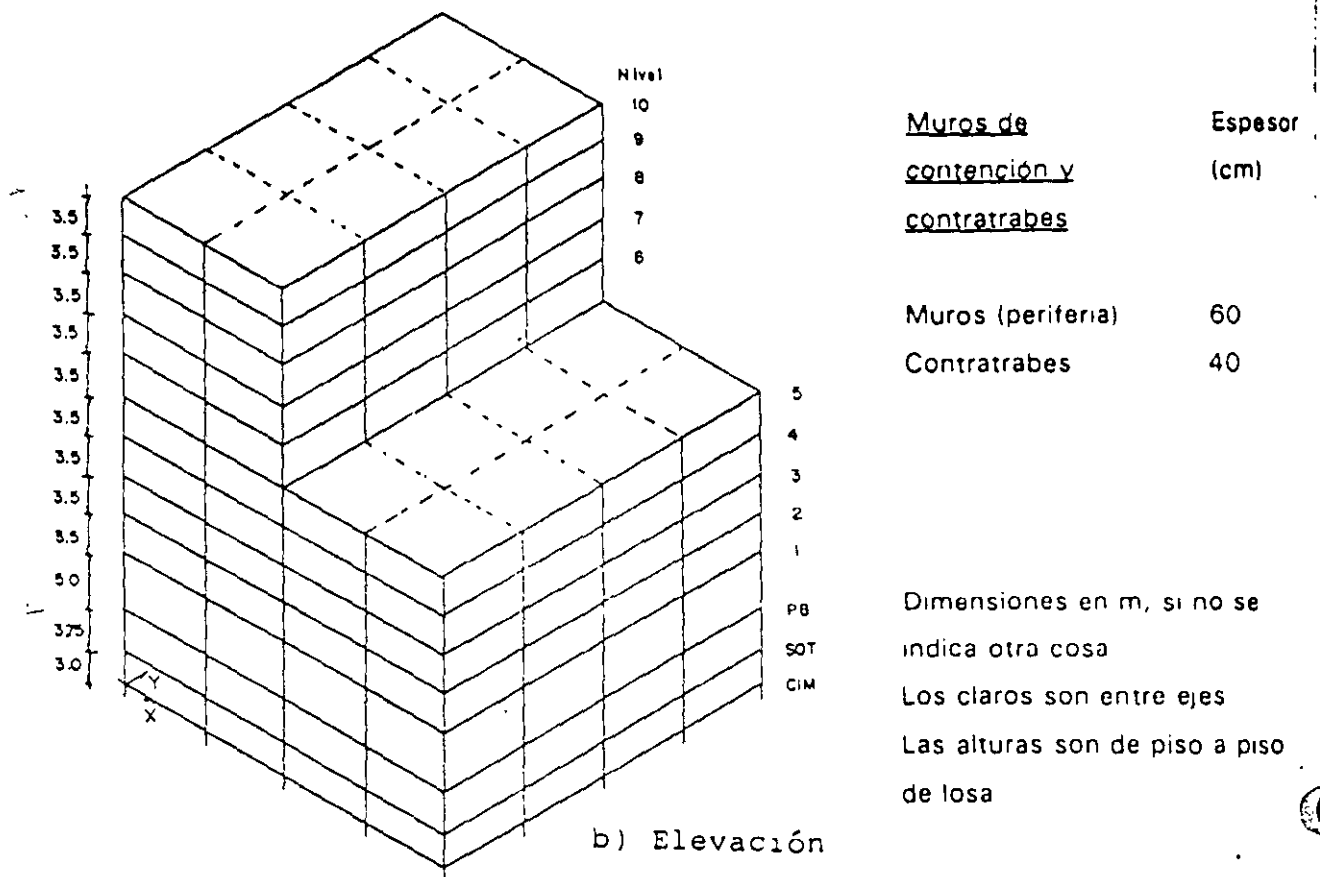 Nivel
10
9
8
7
6
5
4
3
2
1
PB
SOT
CIM
3.5
3.5
3.5
3.5
3.5
3.5
3.5
3.5
3.5
5.0
3.75
3.0
Y
X
b) Elevación
Muros de Espesor
contención y (cm)
contratrabes
Muros (periferia) 60
Contratrabes 40
Dimensiones en m, si no se
indica otra cosa
Los claros son entre ejes
Las alturas son de piso a piso
de losa